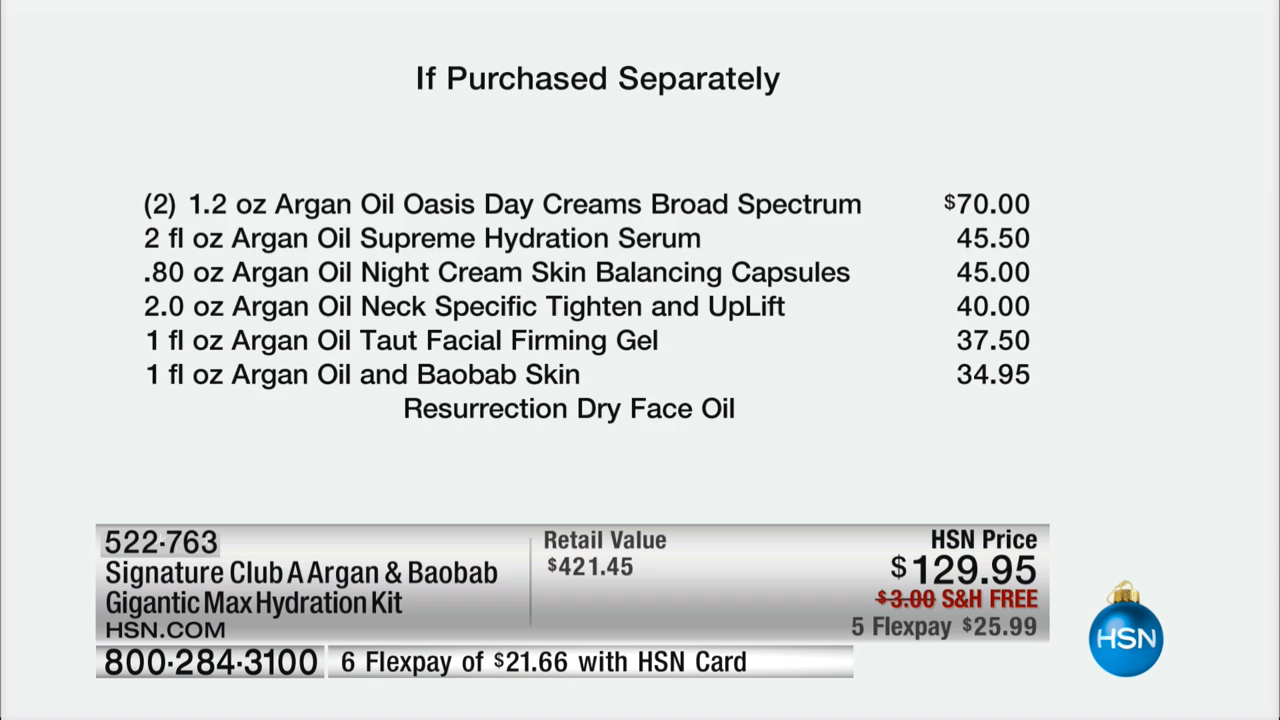 If Purchased Separately
(2) 1.2 oz Argan Oil Oasis Day Creams Broad Spectrum $70.00
2 fl oz Argan Oil Supreme Hydration Serum 45.50
.80 oz Argan Oil Night Cream Skin Balancing Capsules 45.00
2.0 oz Argan Oil Neck Specific Tighten and UpLift 40.00
1 fl oz Argan Oil Taut Facial Firming Gel 37.50
1 fl oz Argan Oil and Baobab Skin 34.95
Resurrection Dry Face Oil
522-763
Signature Club A Argan & Baobab
Gigantic Max Hydration Kit
HSN.COM
Retail Value
$421.45
HSN Price
$129.95
$3.00 S&H FREE
5 Flexpay $25.99
800-284-3100
6 Flexpay of $21.66 with HSN Card
HSN